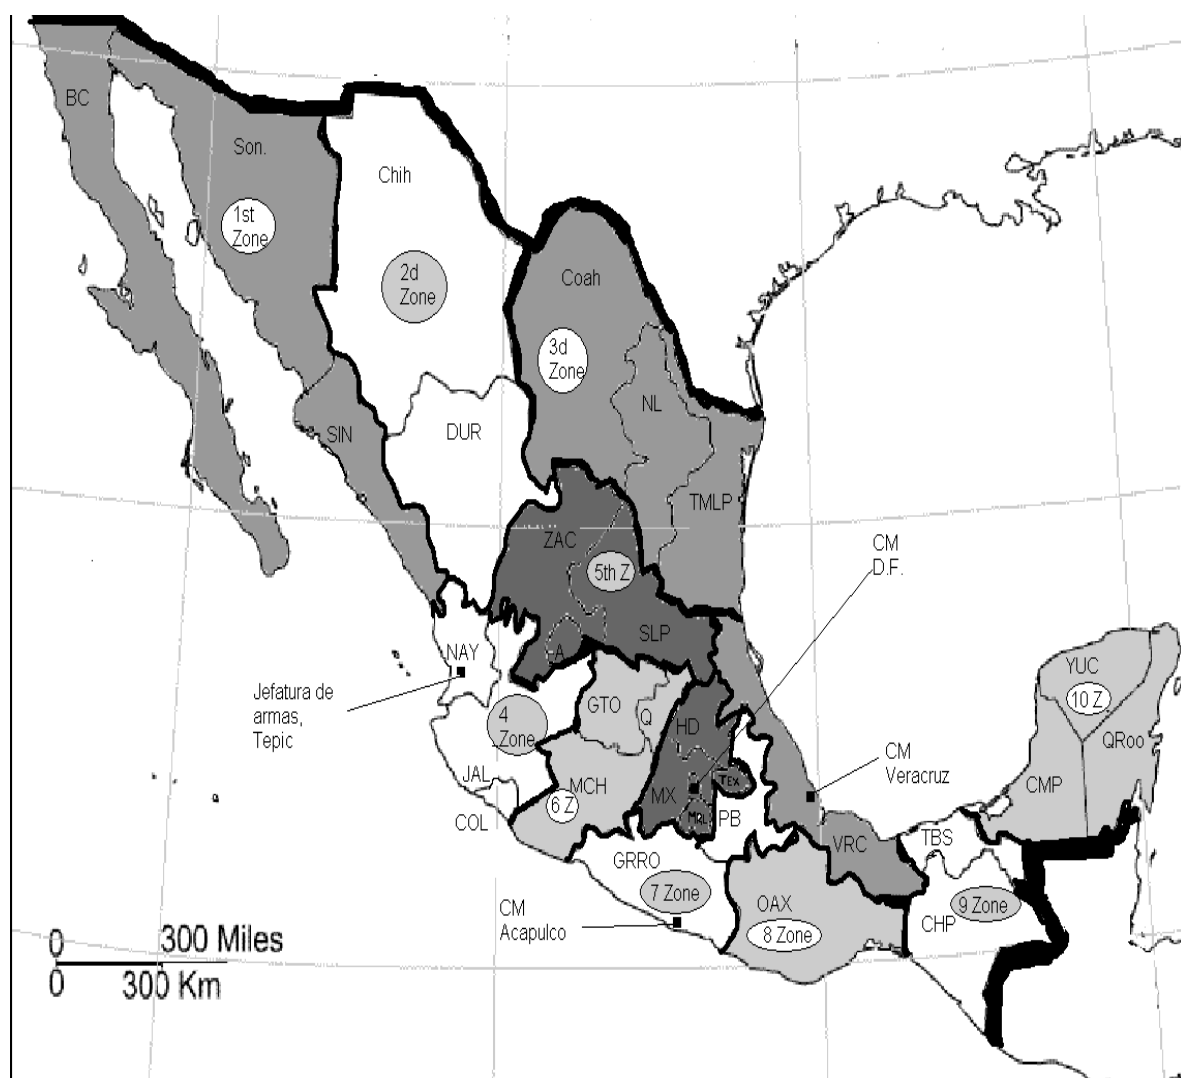 BC
Son.
1st
Zone
Chih
2d
Zone
Coah
3d
Zone
NL
SIN
DUR
TMLP
ZAC
5th Z
CM
D.F.
SLP
A
NAY
Jefatura de
armas,
Tepic
YUC
10 Z
QRoo
CMP
GTO
Q
4
Zone
HD
CM
Veracruz
JAL
MCH
MX
TEX
6 Z
COL
MRL
PB
VRC
TBS
GRRO
7 Zone
OAX
8 Zone
9 Zone
CHP
CM
Acapulco
0 300 Miles
0 300 Km